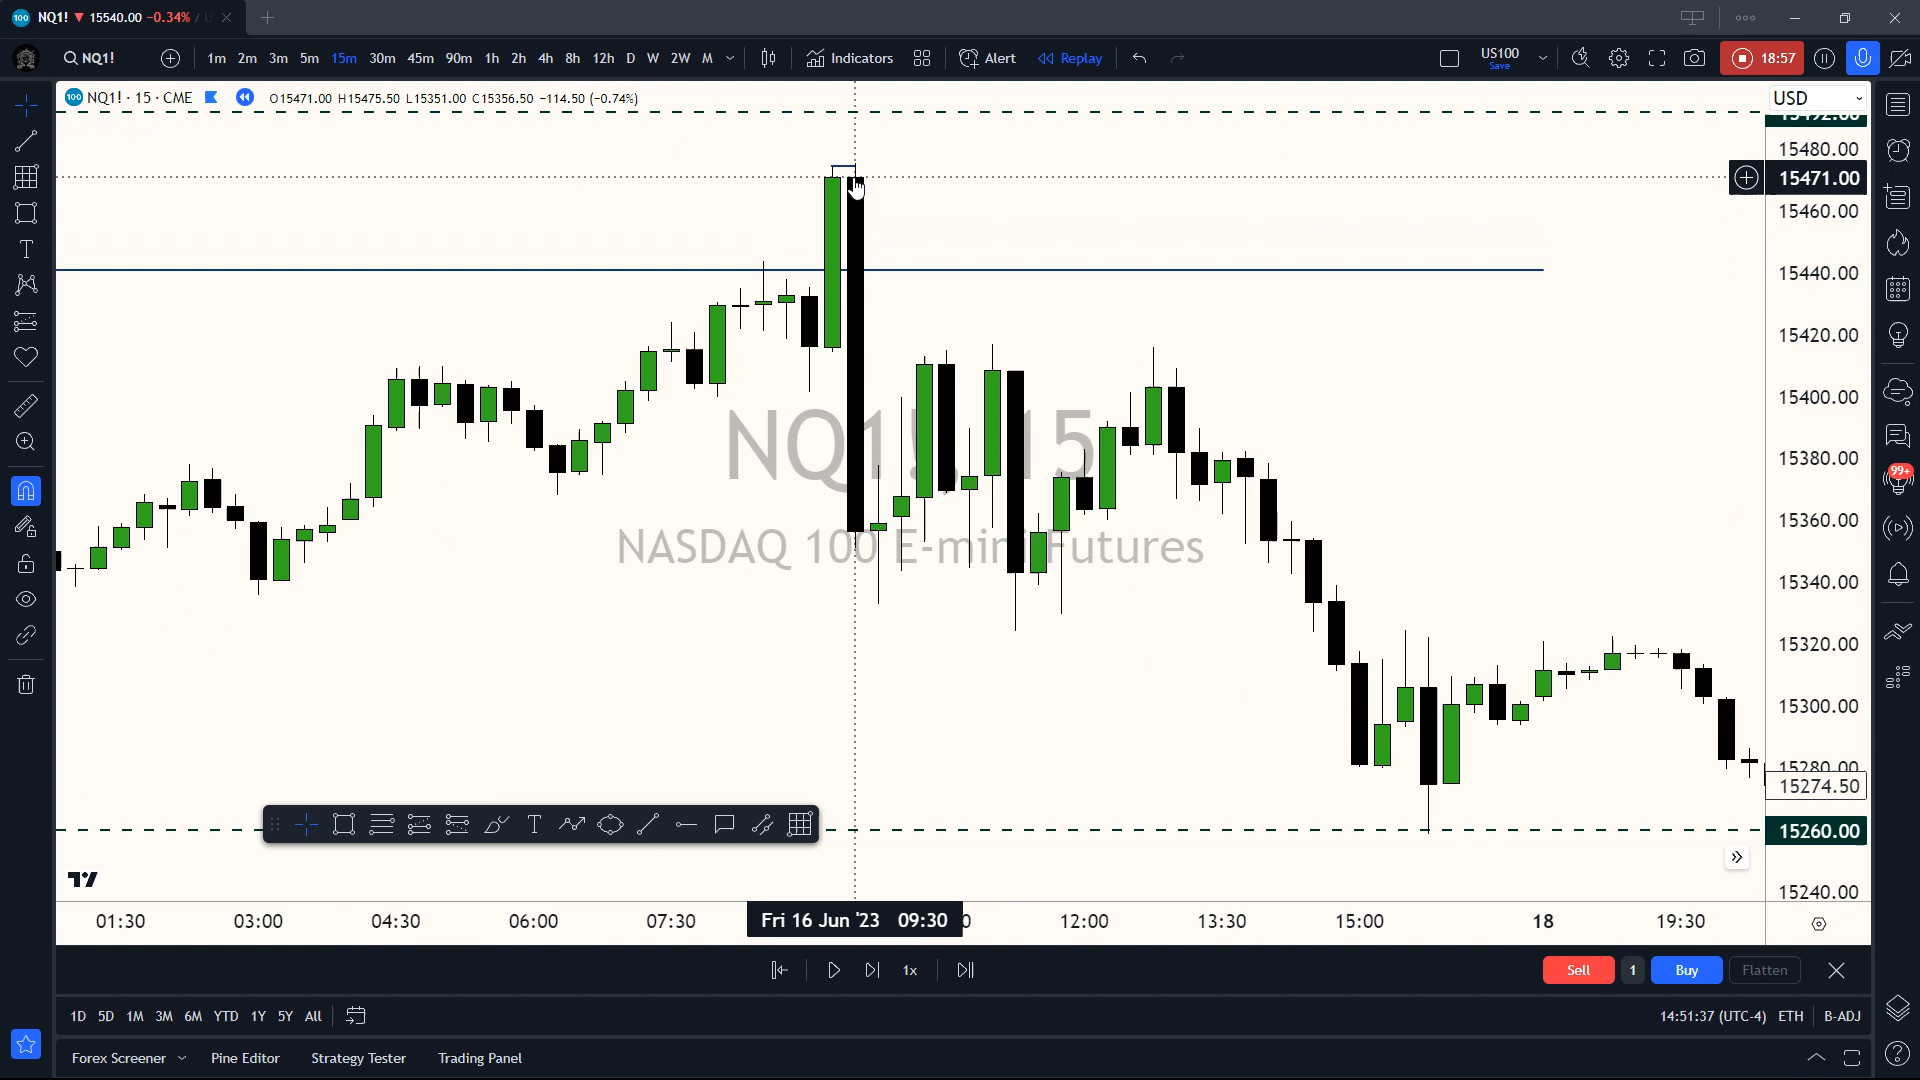 NQ1! ▼ 15540.00 −0.34% / U
NQ1! 1m 2m 3m 5m 15m 30m 45m 90m 1h 2h 4h 8h 12h D W 2W M Indicators Alert Replay US100 Save 18:57
NQ1! · 15 · CME O15471.00 H15475.50 L15351.00 C15356.50 −114.50 (−0.74%)
USD
15492.00
15480.00
15471.00
15460.00
15440.00
15420.00
15400.00
15380.00
15360.00
15340.00
15320.00
15300.00
15280.00
15274.50
15260.00
15240.00
99+
NQ1!, 15
NASDAQ 100 E-mini Futures
01:30 03:00 04:30 06:00 07:30 Fri 16 Jun '23 09:30 12:00 13:30 15:00 18 19:30
1x Sell 1 Buy Flatten
1D 5D 1M 3M 6M YTD 1Y 5Y All 14:51:37 (UTC-4) ETH B-ADJ
Forex Screener Pine Editor Strategy Tester Trading Panel